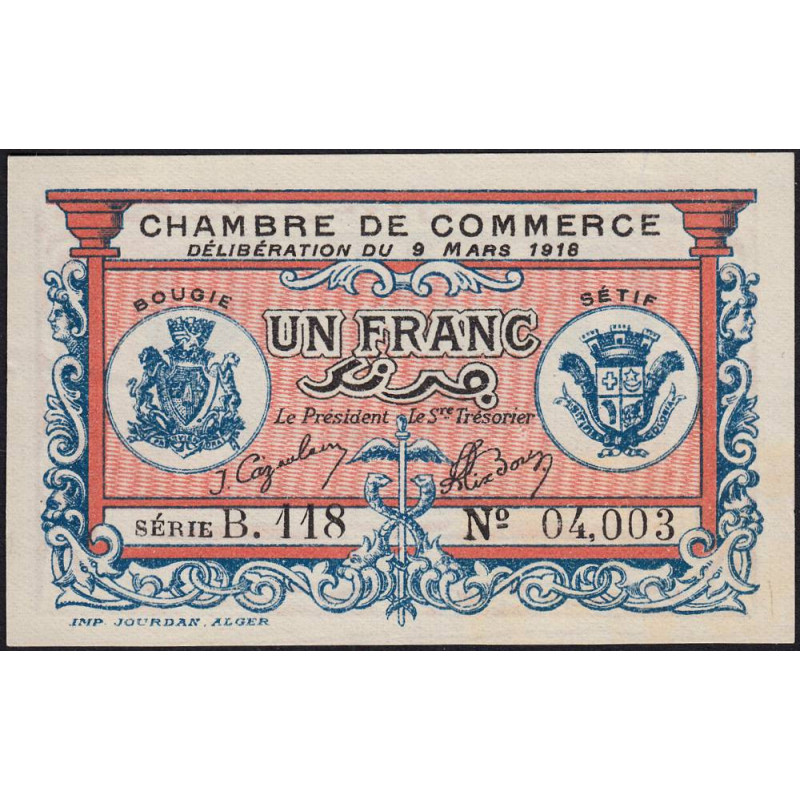 CHAMBRE DE COMMERCE
DÉLIBÉRATION DU 9 MARS 1918
BOUGIE
SÉTIF
UN FRANC
Le Président Le Sre Trésorier
SÉRIE B. 118 No 04,003
IMP. JOURDAN. ALGER